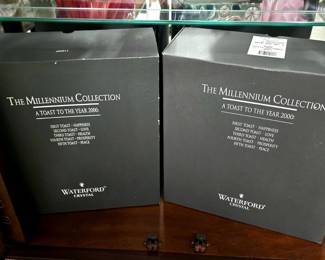 THE MILLENNIUM COLLECTION
A TOAST TO THE YEAR 2000
FIRST TOAST - HAPPINESS
SECOND TOAST - LOVE
THIRD TOAST - HEALTH
FOURTH TOAST - PROSPERITY
FIFTH TOAST - PEACE
WATERFORD
CRYSTAL
THE MILLENNIUM COLLECTION
A TOAST TO THE YEAR 2000
FIRST TOAST - HAPPINESS
SECOND TOAST - LOVE
THIRD TOAST - HEALTH
FOURTH TOAST - PROSPERITY
FIFTH TOAST - PEACE
WATERFORD
CRYSTAL